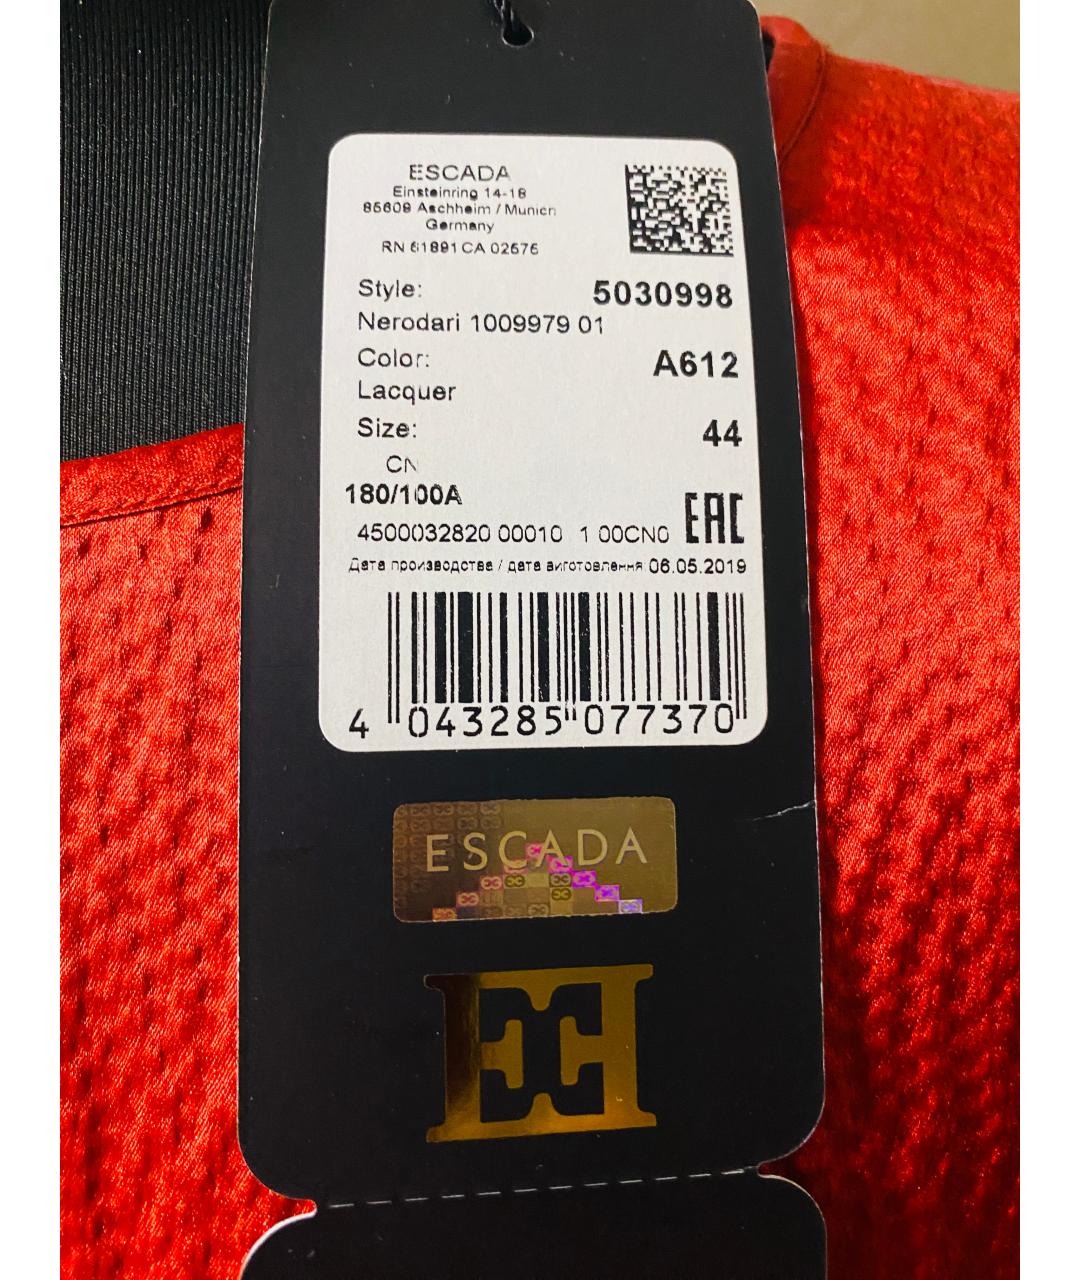 ESCADA
Einsteinring 14-18
85609 Aschheim / Munich
Germany
RN 61891 CA 02576
Style: 5030998
Nerodari 1009979 01
Color: A612
Lacquer
Size: 44
CN
180/100A
EAC
4500032820 00010 1 00CN0
Дата производства / дата виготовлення 06.05.2019
4 043285 077370
ESCADA